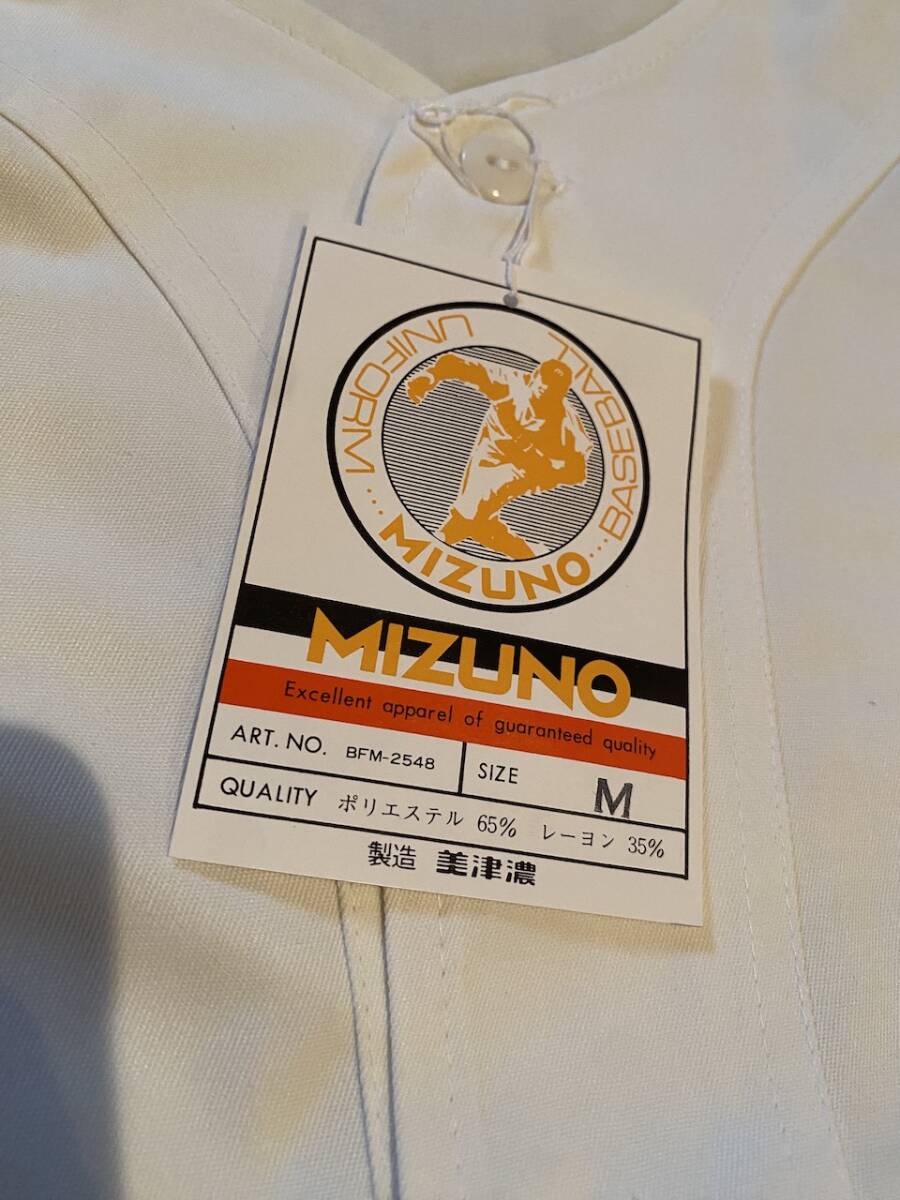 UNIFORM....MIZUNO...BASEBALL
MIZUNO
Excellent apparel of guaranteed quality
ART. NO. BFM-2548 SIZE M
QUALITY ポリエステル 65% レーヨン 35%
製造 美津濃